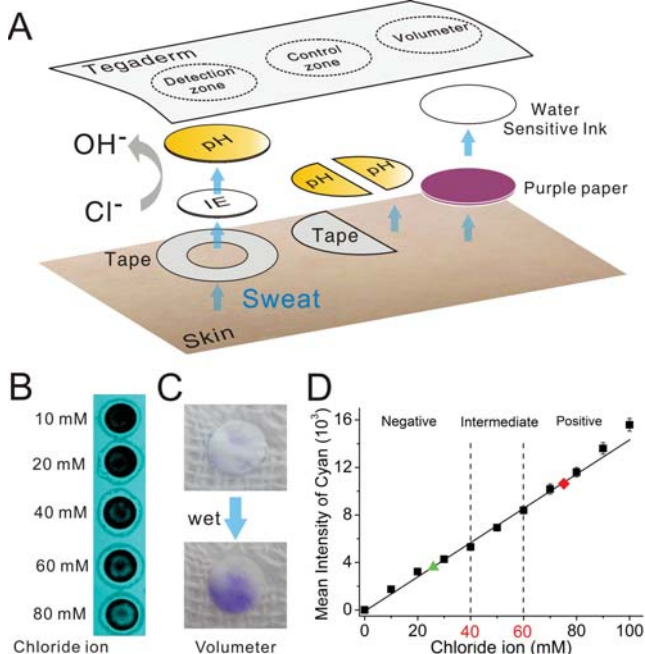 A
Tegaderm
Detection
zone
Control
zone
Volumeter
OH-
Cl-
pH
IE
Tape
Sweat
Skin
pH
pH
Tape
Water
Sensitive Ink
Purple paper
B
10 mM
20 mM
40 mM
60 mM
80 mM
Chloride ion
C
wet
Volumeter
D
Mean Intensity of Cyan (10³)
16
12
8
4
0
Negative
Intermediate
Positive
0
20
40
60
80
100
Chloride ion (mM)